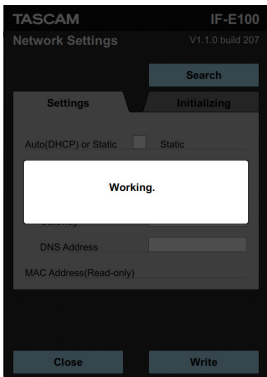 TASCAM IF-E100
Network Settings V1.1.0 build 207
Search
Settings Initializing
Auto(DHCP) or Static Static
Working.
DNS Address
MAC Address(Read-only)
Close Write